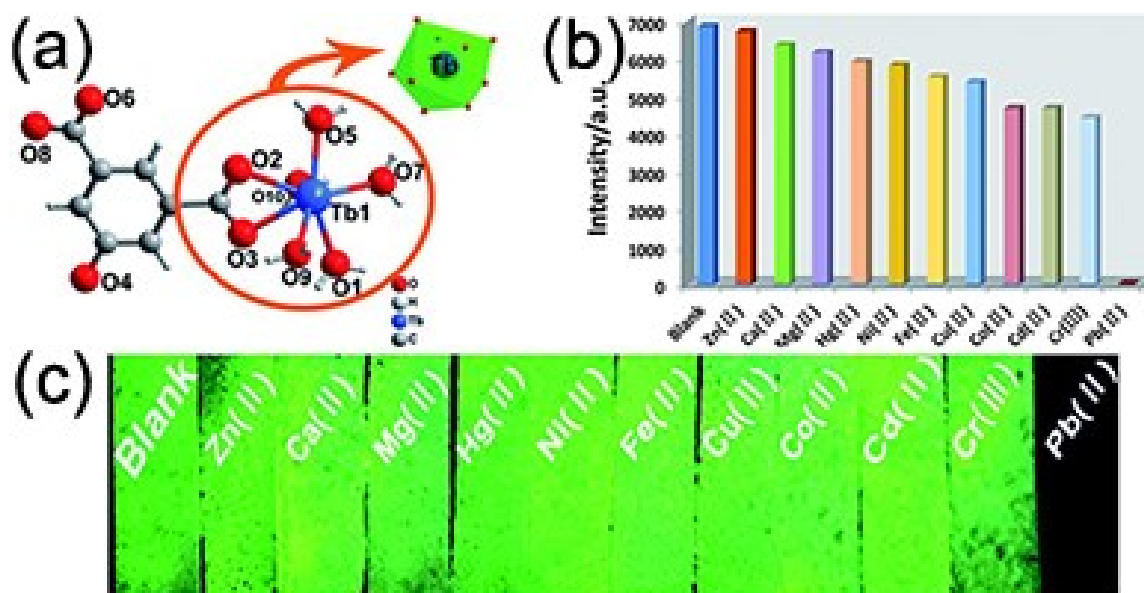 (a)
O6
O8
O4
O2
O3
O10
O5
O7
Tb1
O9
O1
Tb
O
H
Tb
C
(b)
Intensity/a.u.
7000
6000
5000
4000
3000
2000
1000
0
Blank
Zn(II)
Ca(II)
Mg(II)
Hg(II)
Ni(II)
Fe(II)
Cu(II)
Co(II)
Cd(II)
Cr(III)
Pb(II)
(c)
Blank
Zn(II)
Ca(II)
Mg(II)
Hg(II)
Ni(II)
Fe(II)
Cu(II)
Co(II)
Cd(II)
Cr(III)
Pb(II)